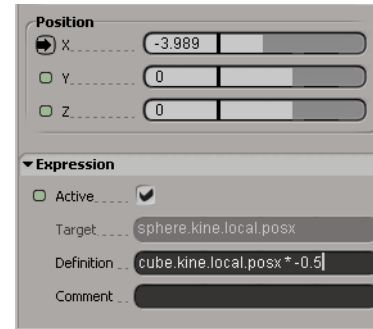 Position
X -3.989
Y 0
Z 0
Expression
Active
Target sphere.kine.local.posx
Definition cube.kine.local.posx * -0.5
Comment